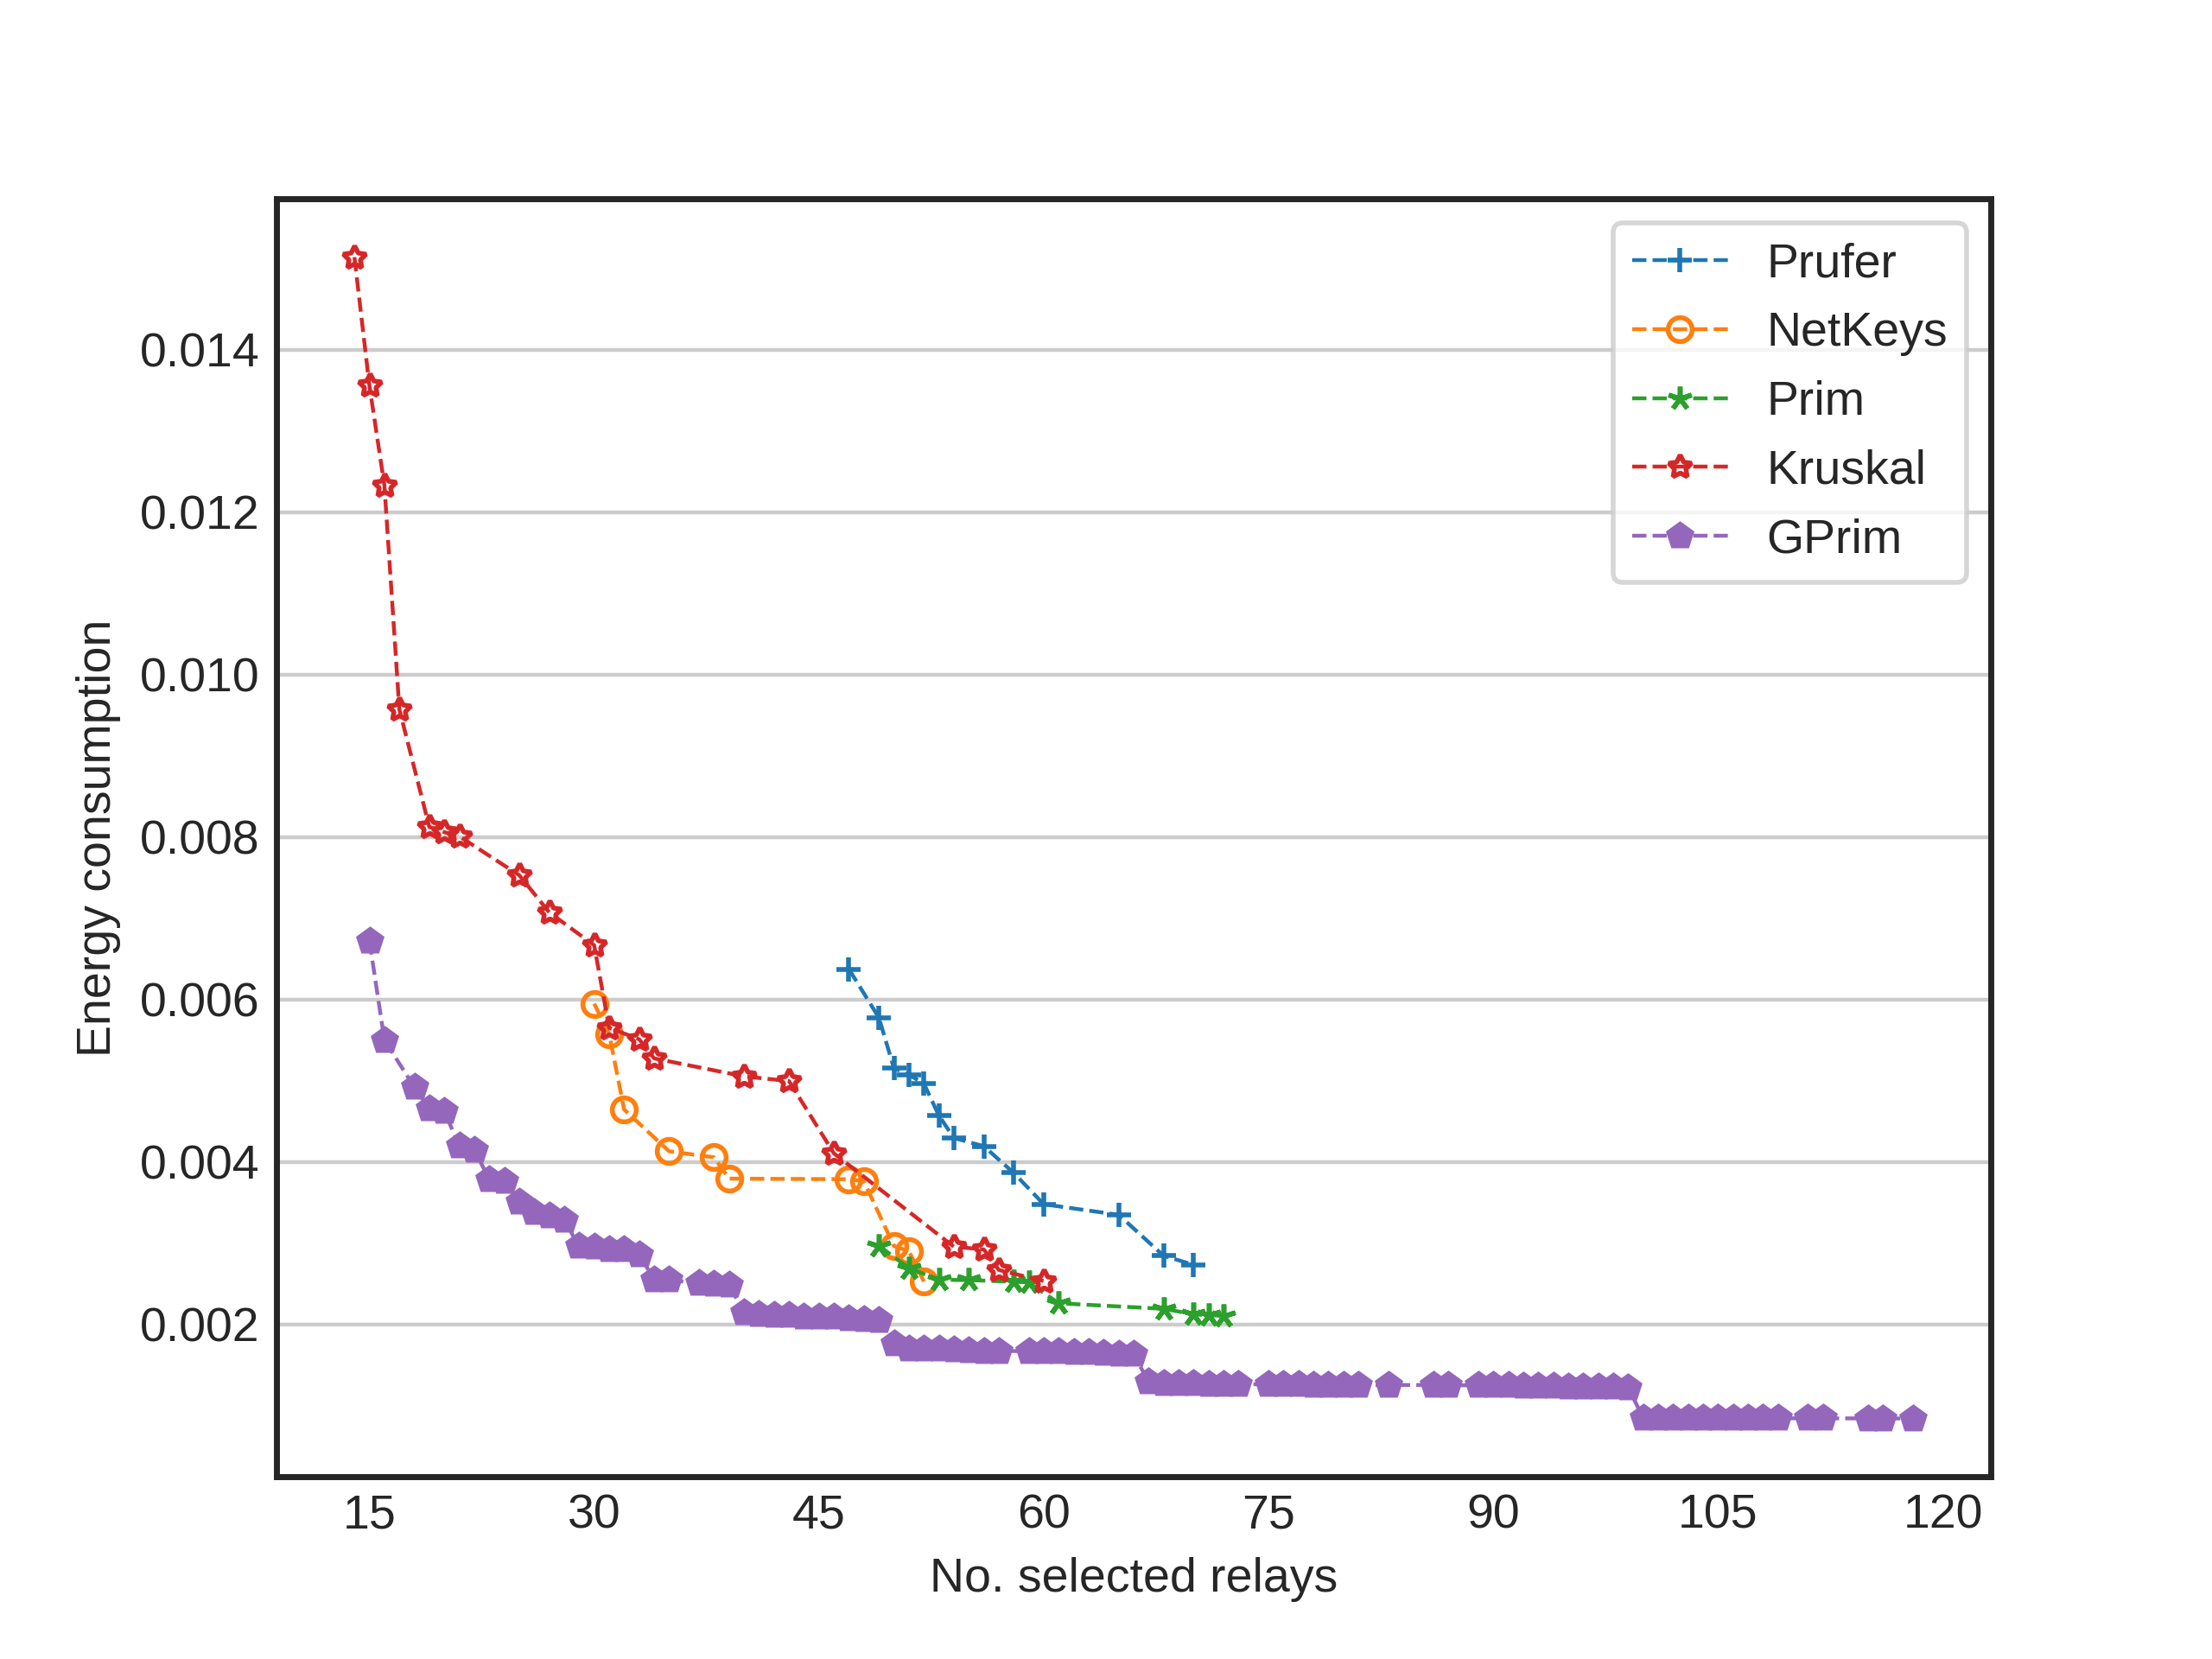 Prufer
NetKeys
Prim
Kruskal
GPrim
0.014
0.012
0.010
0.008
0.006
0.004
0.002
Energy consumption
15 30 45 60 75 90 105 120
No. selected relays